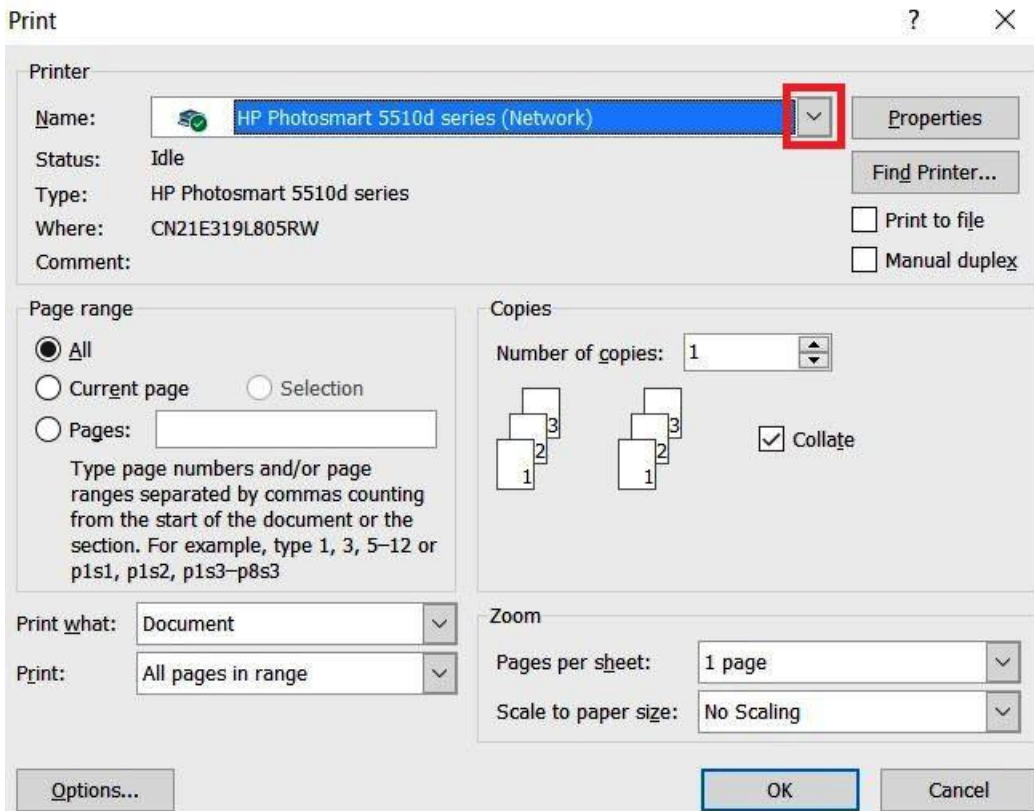 Print
?
Printer
Name:
HP Photosmart 5510d series (Network)
Properties
Status:
Idle
Find Printer...
Type:
HP Photosmart 5510d series
Where:
CN21E319L805RW
Print to file
Comment:
Manual duplex
Page range
All
Current page
Selection
Pages:
Type page numbers and/or page
ranges separated by commas counting
from the start of the document or the
section. For example, type 1, 3, 5–12 or
p1s1, p1s2, p1s3–p8s3
Copies
Number of copies:
1
3
2
1
3
2
1
Collate
Print what:
Document
Print:
All pages in range
Zoom
Pages per sheet:
1 page
Scale to paper size:
No Scaling
Options...
OK
Cancel